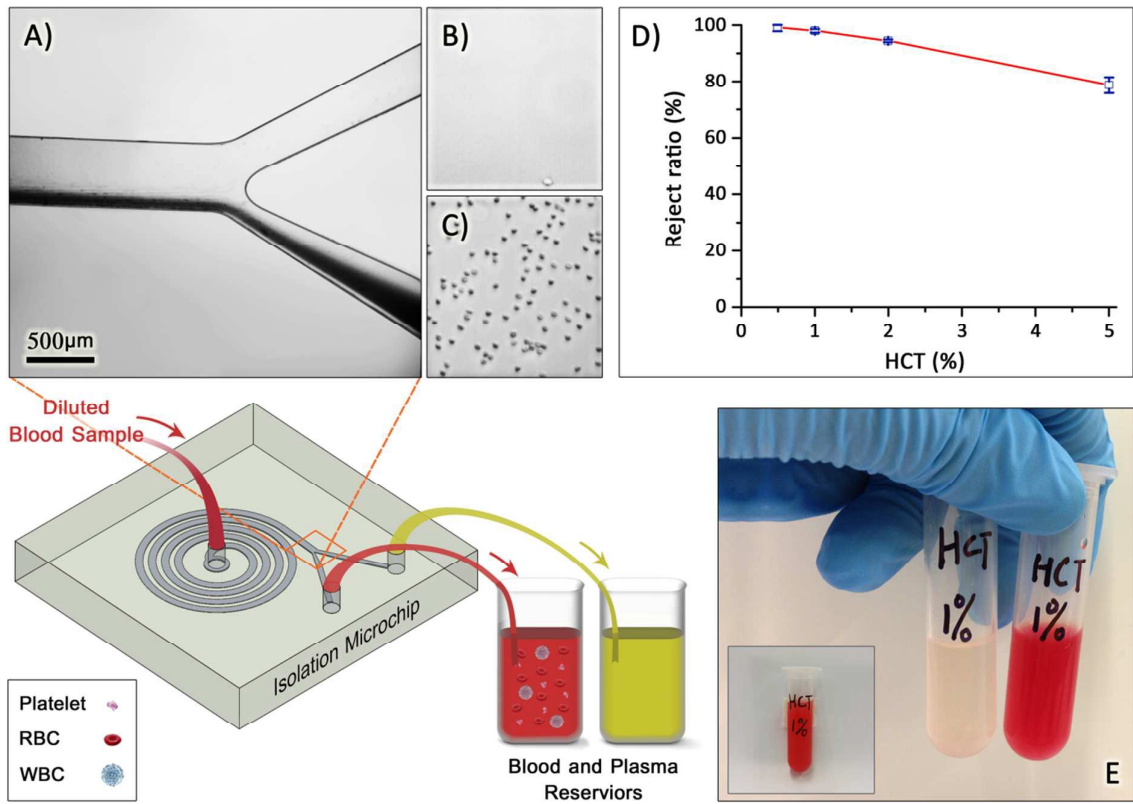 A)
500μm
B)
C)
D)
Reject ratio (%)
100
80
60
40
20
0
0
1
2
3
4
5
HCT (%)
Diluted
Blood Sample
Isolation Microchip
Platelet
RBC
WBC
Blood and Plasma
Reserviors
HCT
1%
HCT
1%
HCT
1%
E